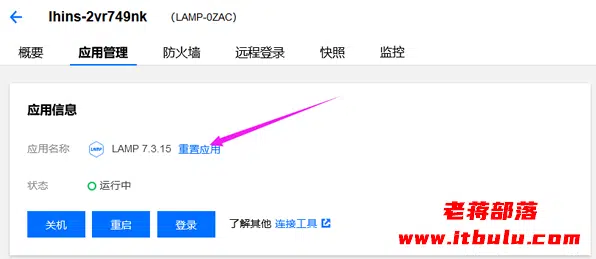 ← lhins-2vr749nk (LAMP-0ZAC)
概要 应用管理 防火墙 远程登录 快照 监控
应用信息
应用名称 LAMP LAMP 7.3.15 重置应用
状态 运行中
关机 重启 登录 了解其他 连接工具
老蒋部落
www.itbulu.com